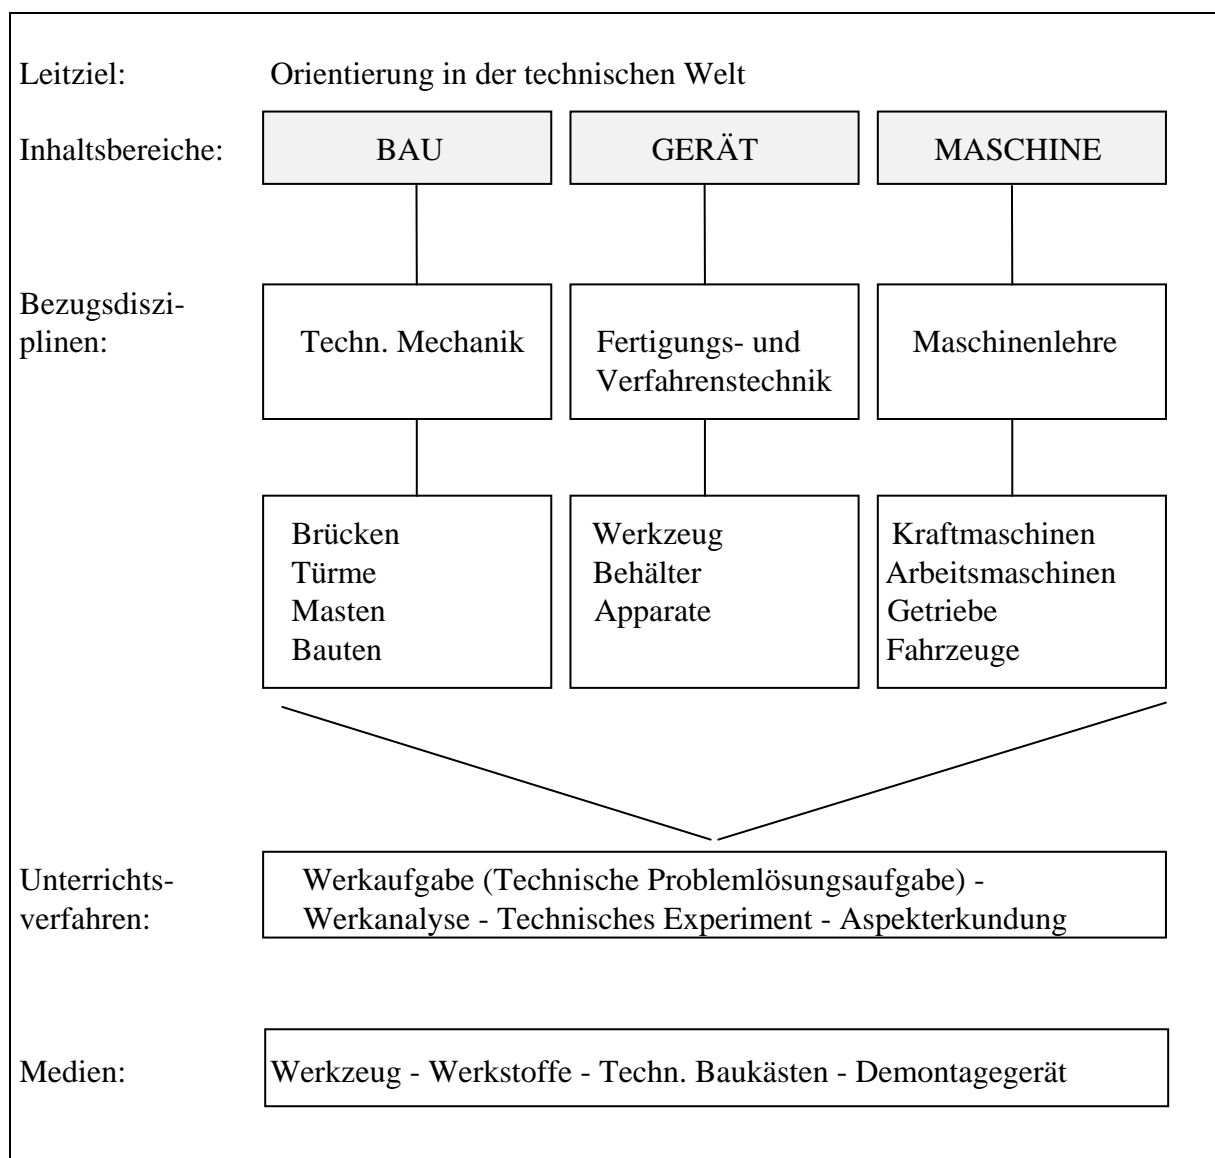 Leitziel: Orientierung in der technischen Welt
Inhaltsbereiche: BAU GERÄT MASCHINE
Bezugsdiszi-
plinen: Techn. Mechanik Fertigungs- und Maschinenlehre
Verfahrenstechnik
Brücken Werkzeug Kraftmaschinen
Türme Behälter Arbeitsmaschinen
Masten Apparate Getriebe
Bauten Fahrzeuge
Unterrichts- Werkaufgabe (Technische Problemlösungsaufgabe) -
verfahren: Werkanalyse - Technisches Experiment - Aspekterkundung
Medien: Werkzeug - Werkstoffe - Techn. Baukästen - Demontagegerät